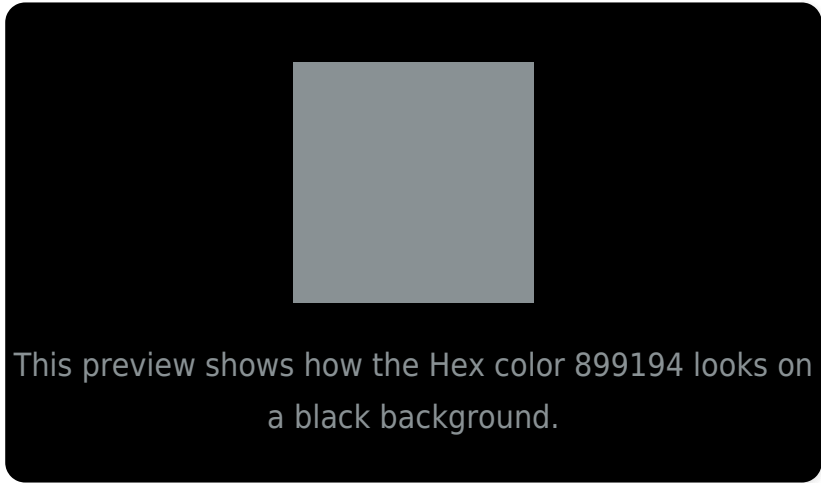 This preview shows how the Hex color 899194 looks on
a black background.